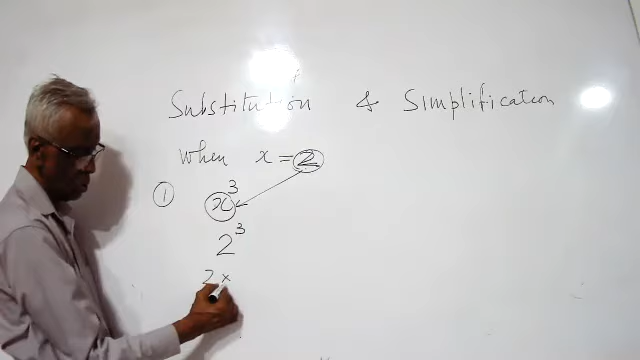 Substitution & Simplification
when x = 2
① x³
2³
2 ×